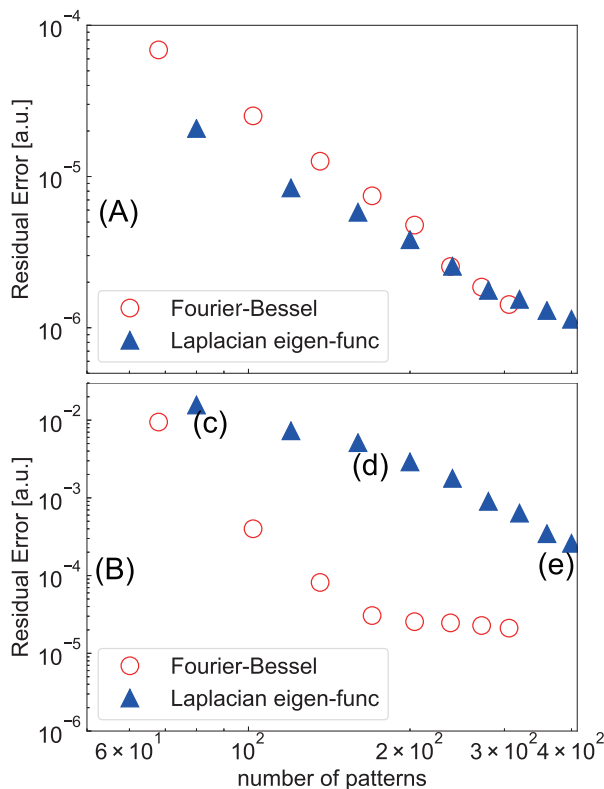 10⁻⁴
10⁻⁵
10⁻⁶
Residual Error [a.u.]
(A)
Fourier-Bessel
Laplacian eigen-func
10⁻²
10⁻³
10⁻⁴
10⁻⁵
10⁻⁶
Residual Error [a.u.]
(c)
(d)
(e)
(B)
Fourier-Bessel
Laplacian eigen-func
6 × 10¹ 10² 2 × 10² 3 × 10² 4 × 10²
number of patterns